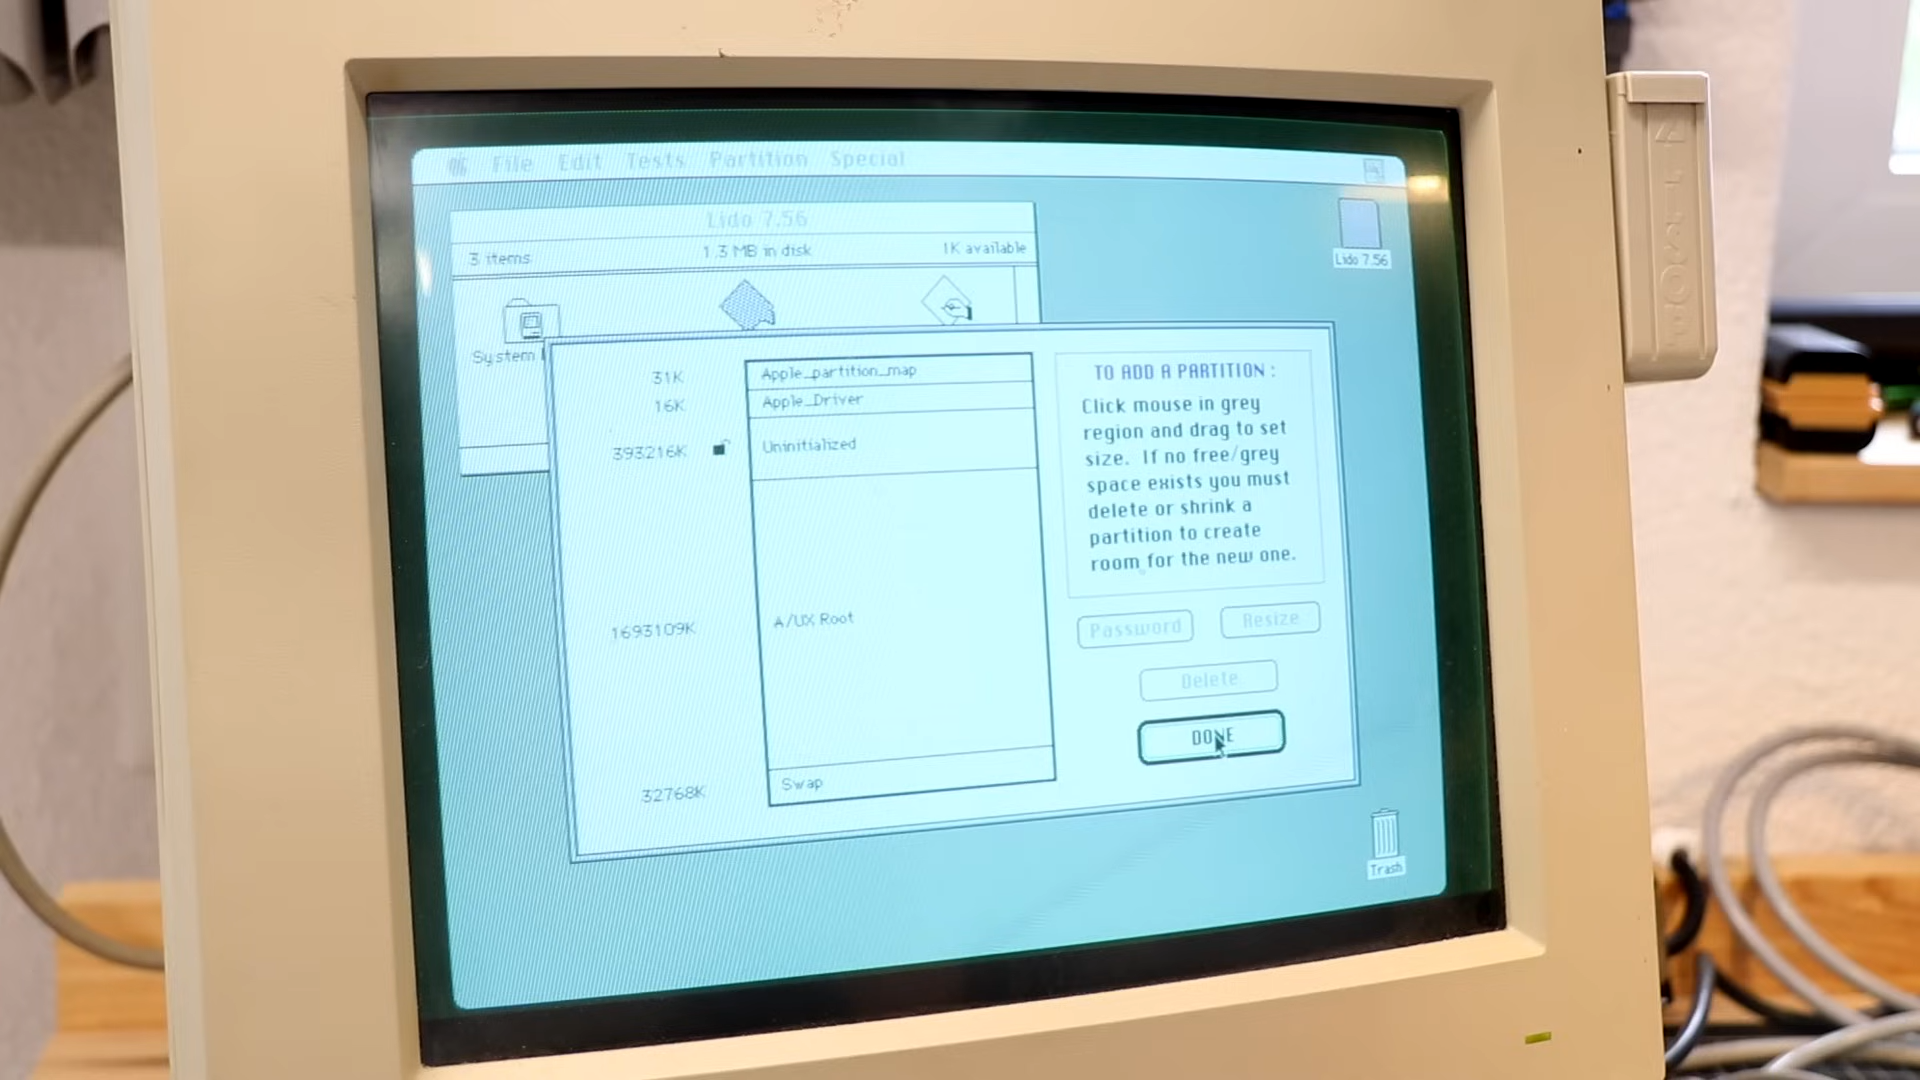 File Edit Tests Partition Special
Lido 7.56
3 items 1.3 MB in disk 1K available
Lido 7.56
System
31K Apple_partition_map
16K Apple_Driver
393216K Uninitialized
1693109K A/UX Root
32768K Swap
TO ADD A PARTITION :
Click mouse in grey
region and drag to set
size. If no free/grey
space exists you must
delete or shrink a
partition to create
room for the new one.
Password Resize
Delete
DONE
Trash